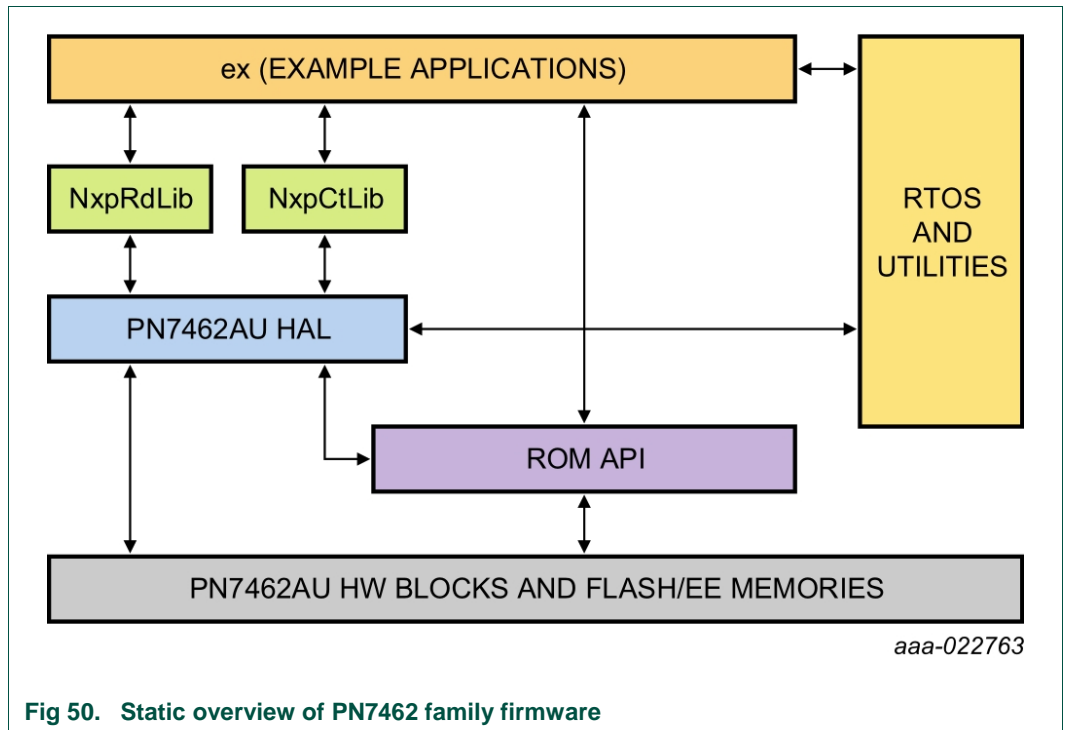 ex (EXAMPLE APPLICATIONS)
NxpRdLib
NxpCtLib
RTOS
AND
UTILITIES
PN7462AU HAL
ROM API
PN7462AU HW BLOCKS AND FLASH/EE MEMORIES
aaa-022763
Fig 50. Static overview of PN7462 family firmware